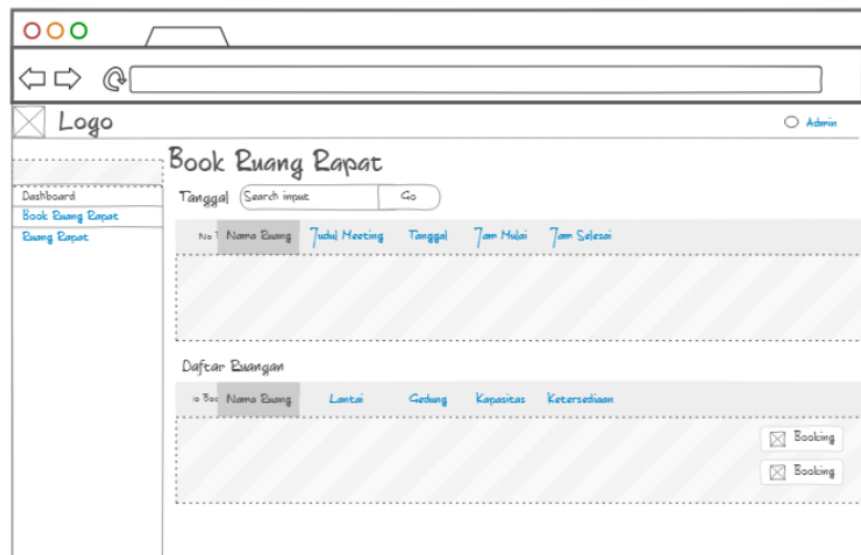 Logo
Admin
Book Ruang Rapat
Dashboard
Tanggal Search input Go
Book Ruang Rapat
Ruang Rapat
No T Nama Ruang Judul Meeting Tanggal Jam Mulai Jam Selesai
Daftar Ruangan
Nama Ruang Lantai Gedung Kapasitas Ketersediaan
Booking
Booking